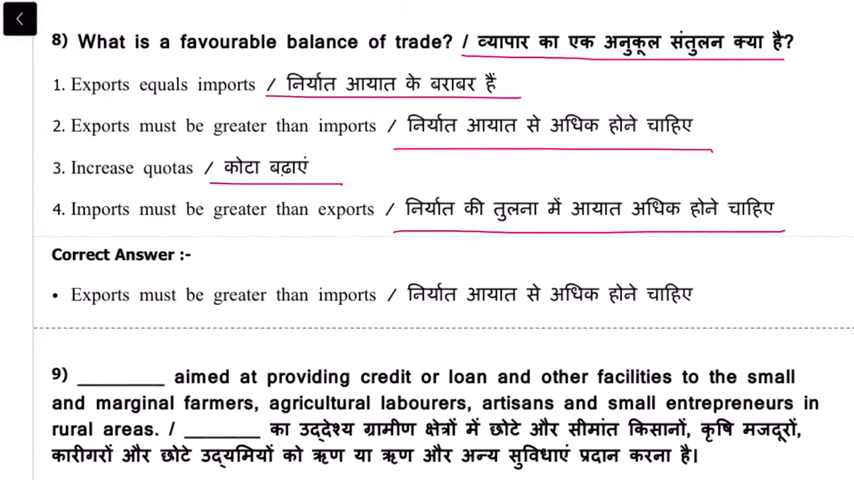 8) What is a favourable balance of trade? / व्यापार का एक अनुकूल संतुलन क्या है?
1. Exports equals imports / निर्यात आयात के बराबर हैं
2. Exports must be greater than imports / निर्यात आयात से अधिक होने चाहिए
3. Increase quotas / कोटा बढ़ाएं
4. Imports must be greater than exports / निर्यात की तुलना में आयात अधिक होने चाहिए
Correct Answer :-
• Exports must be greater than imports / निर्यात आयात से अधिक होने चाहिए
9) ________ aimed at providing credit or loan and other facilities to the small
and marginal farmers, agricultural labourers, artisans and small entrepreneurs in
rural areas. / _______ का उद्देश्य ग्रामीण क्षेत्रों में छोटे और सीमांत किसानों, कृषि मजदूरों,
कारीगरों और छोटे उद्यमियों को ऋण या ऋण और अन्य सुविधाएं प्रदान करना है।